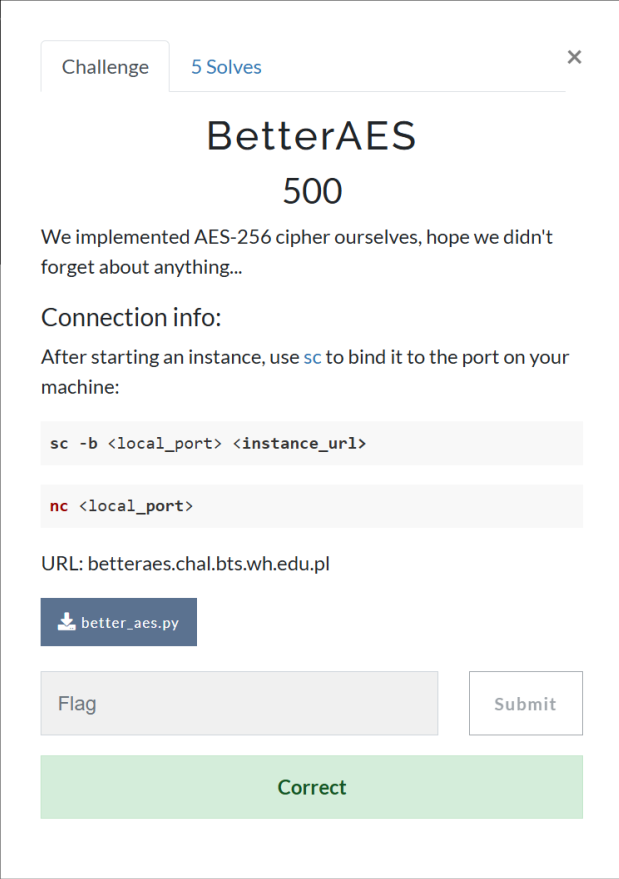 Challenge
5 Solves
×
BetterAES
500
We implemented AES-256 cipher ourselves, hope we didn't
forget about anything...
Connection info:
After starting an instance, use sc to bind it to the port on your
machine:
sc -b <local_port> <instance_url>
nc <local_port>
URL: betteraes.chal.bts.wh.edu.pl
better_aes.py
Flag
Submit
Correct